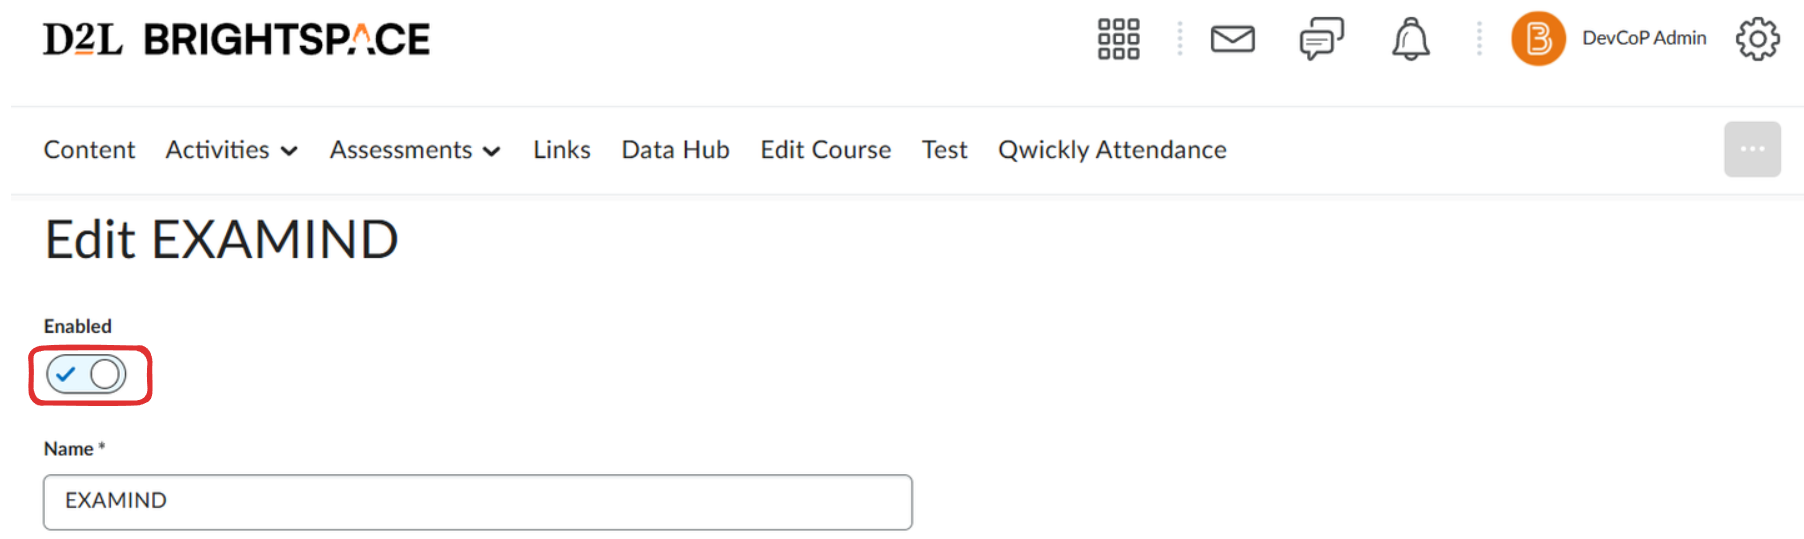 D2L BRIGHTSPACE DevCoP Admin
Content Activities Assessments Links Data Hub Edit Course Test Qwickly Attendance
Edit EXAMIND
Enabled
Name *
EXAMIND